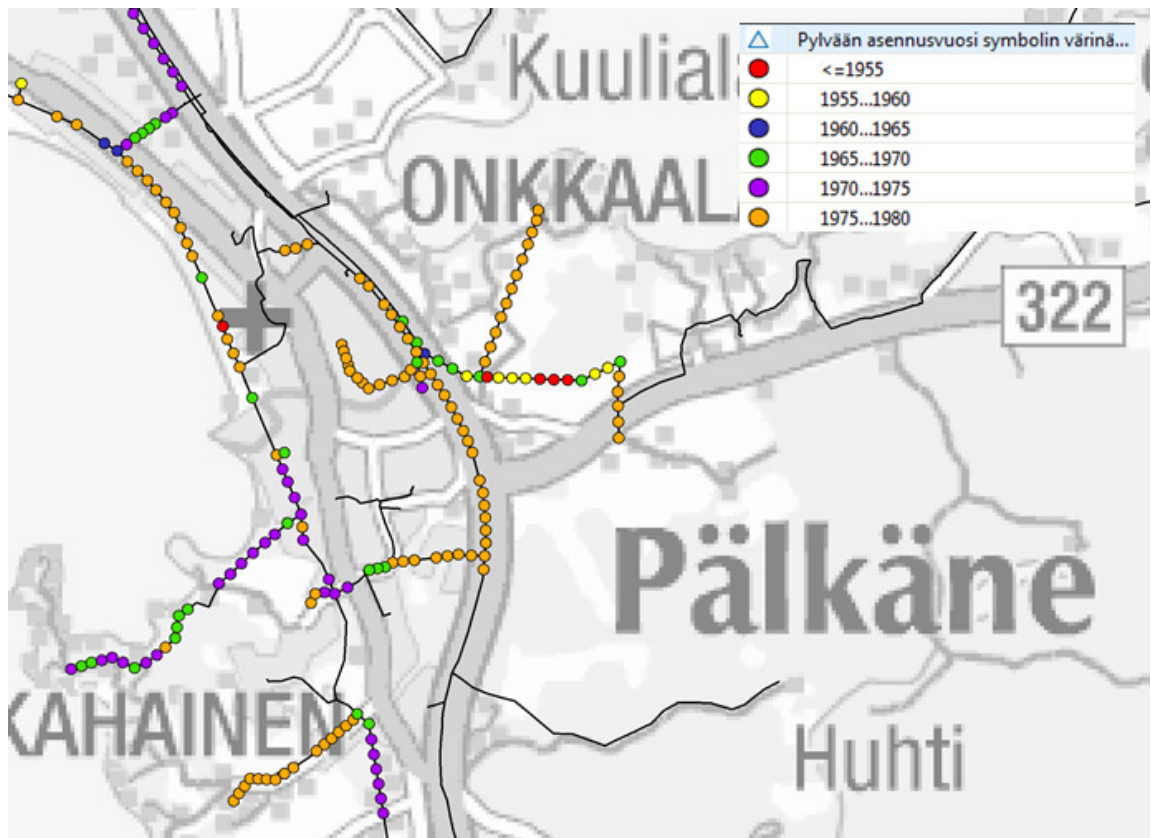 Kuulial
ONKKAAL
Pylvään asennusvuosi symbolin värinä...
<=1955
1955...1960
1960...1965
1965...1970
1970...1975
1975...1980
322
Pälkäne
KAHAINEN
Huhti